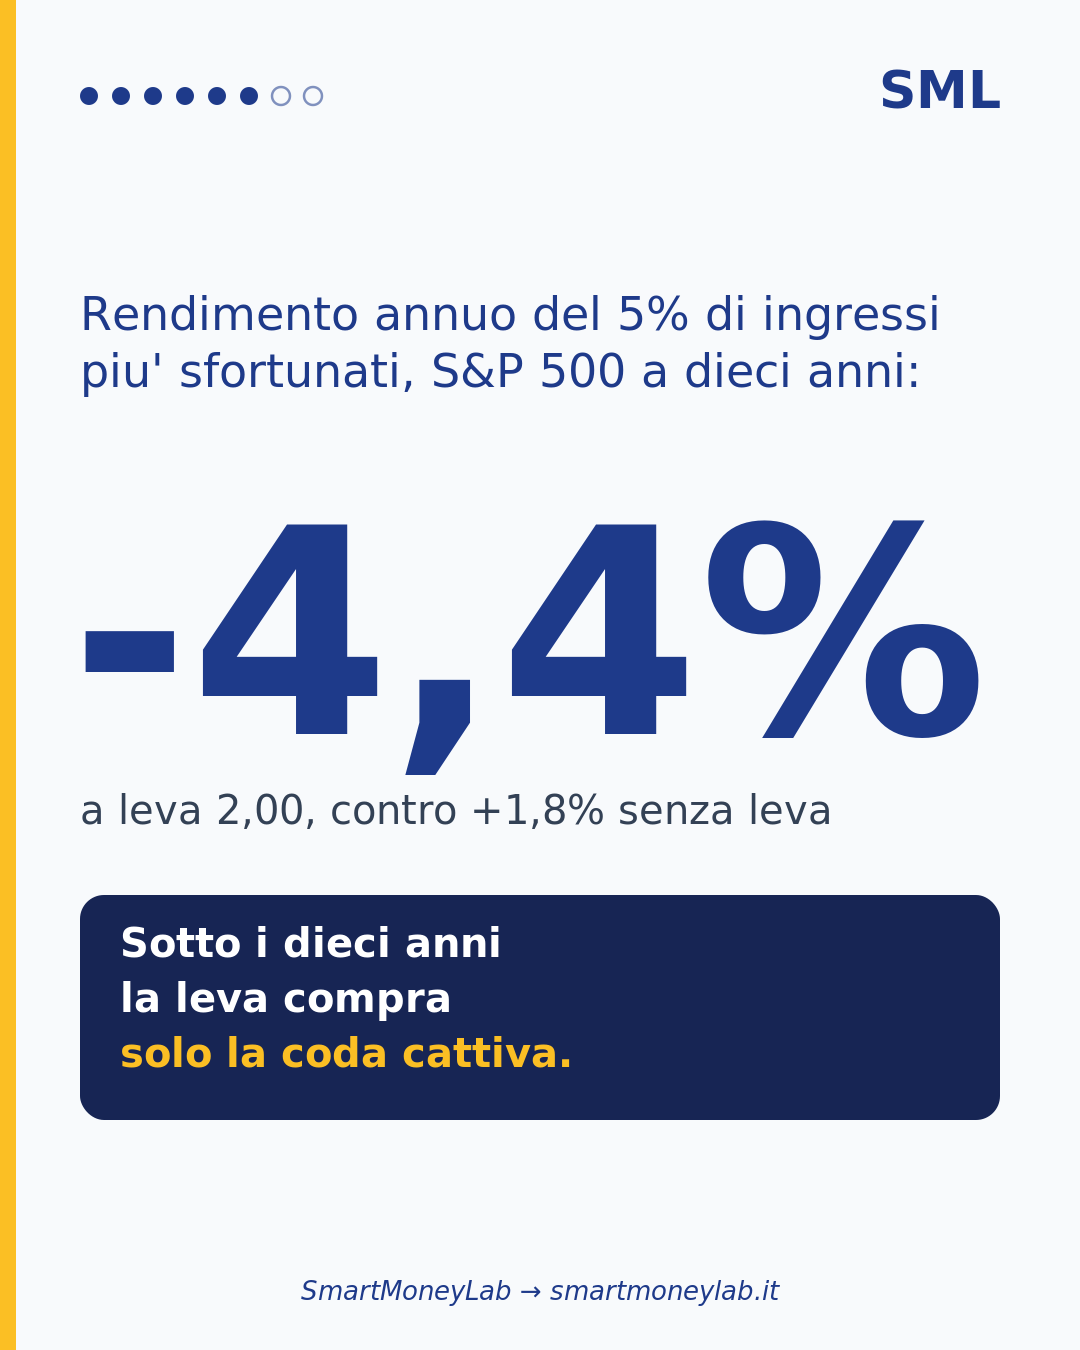 SML
Rendimento annuo del 5% di ingressi
piu' sfortunati, S&P 500 a dieci anni:
-4,4%
a leva 2,00, contro +1,8% senza leva
Sotto i dieci anni
la leva compra
solo la coda cattiva.
SmartMoneyLab → smartmoneylab.it